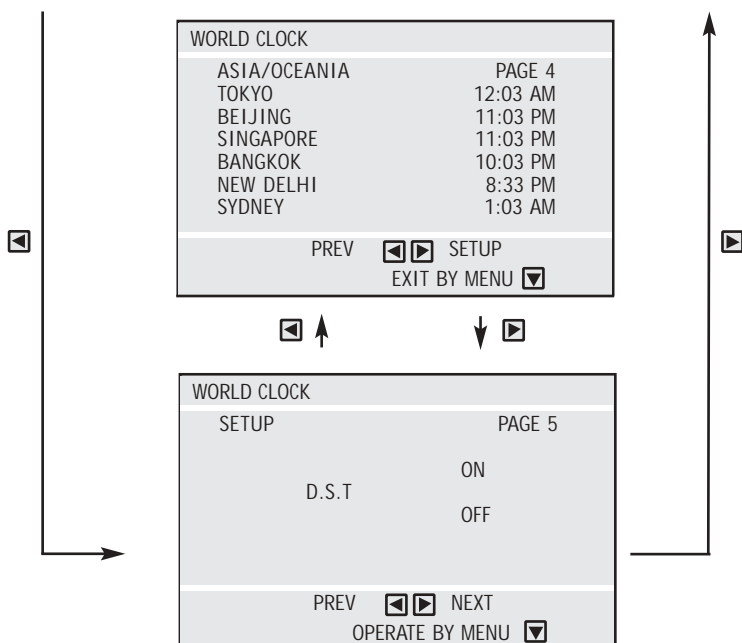 WORLD CLOCK
ASIA/OCEANIA PAGE 4
TOKYO 12:03 AM
BEIJING 11:03 PM
SINGAPORE 11:03 PM
BANGKOK 10:03 PM
NEW DELHI 8:33 PM
SYDNEY 1:03 AM
PREV SETUP
EXIT BY MENU
WORLD CLOCK
SETUP PAGE 5
ON
D.S.T
OFF
PREV NEXT
OPERATE BY MENU